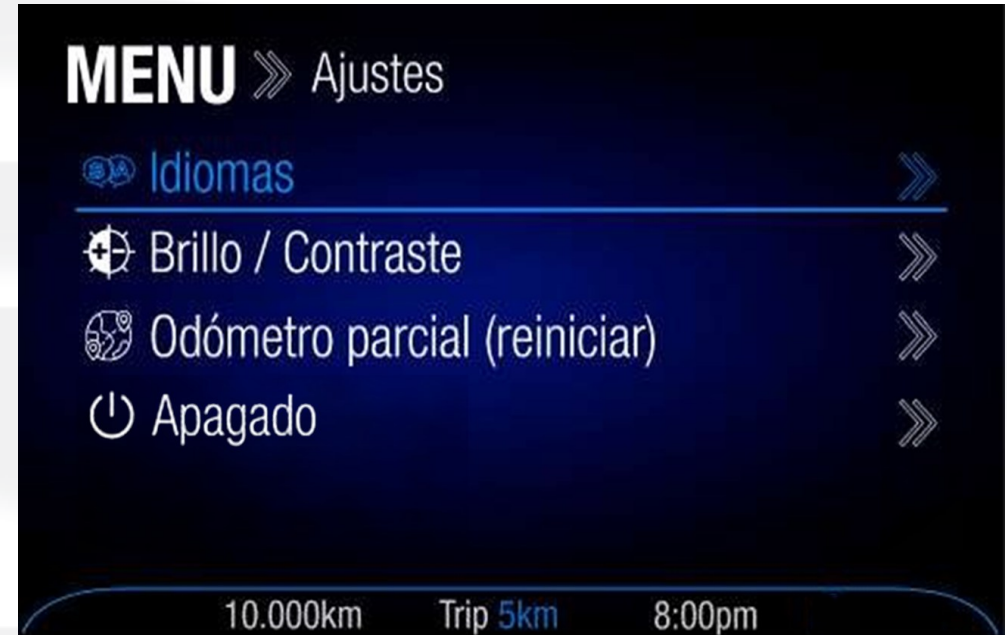 MENU Ajustes
Idiomas
Brillo / Contraste
Odómetro parcial (reiniciar)
Apagado
10.000km Trip 5km 8:00pm